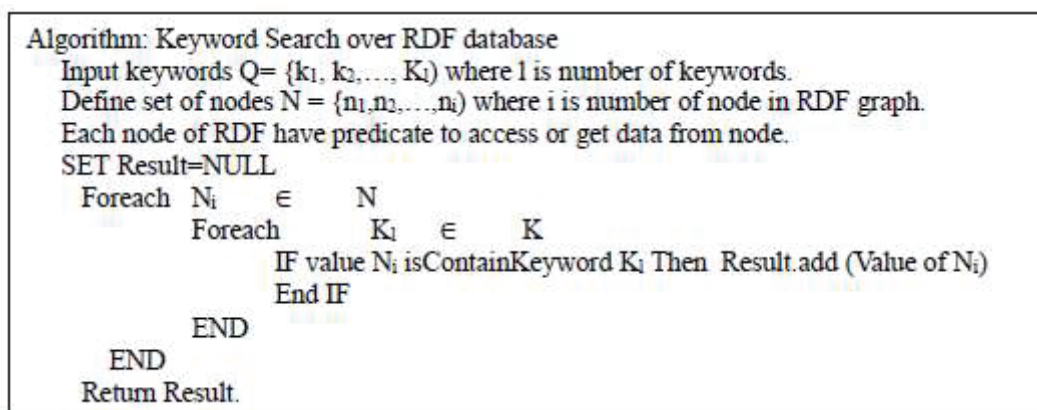 Algorithm: Keyword Search over RDF database
Input keywords Q= {k1, k2,…, Kl) where l is number of keywords.
Define set of nodes N = {n1,n2,…,ni) where i is number of node in RDF graph.
Each node of RDF have predicate to access or get data from node.
SET Result=NULL
Foreach Ni ∈ N
Foreach Kl ∈ K
IF value Ni isContainKeyword Kl Then Result.add (Value of Ni)
End IF
END
END
Return Result.